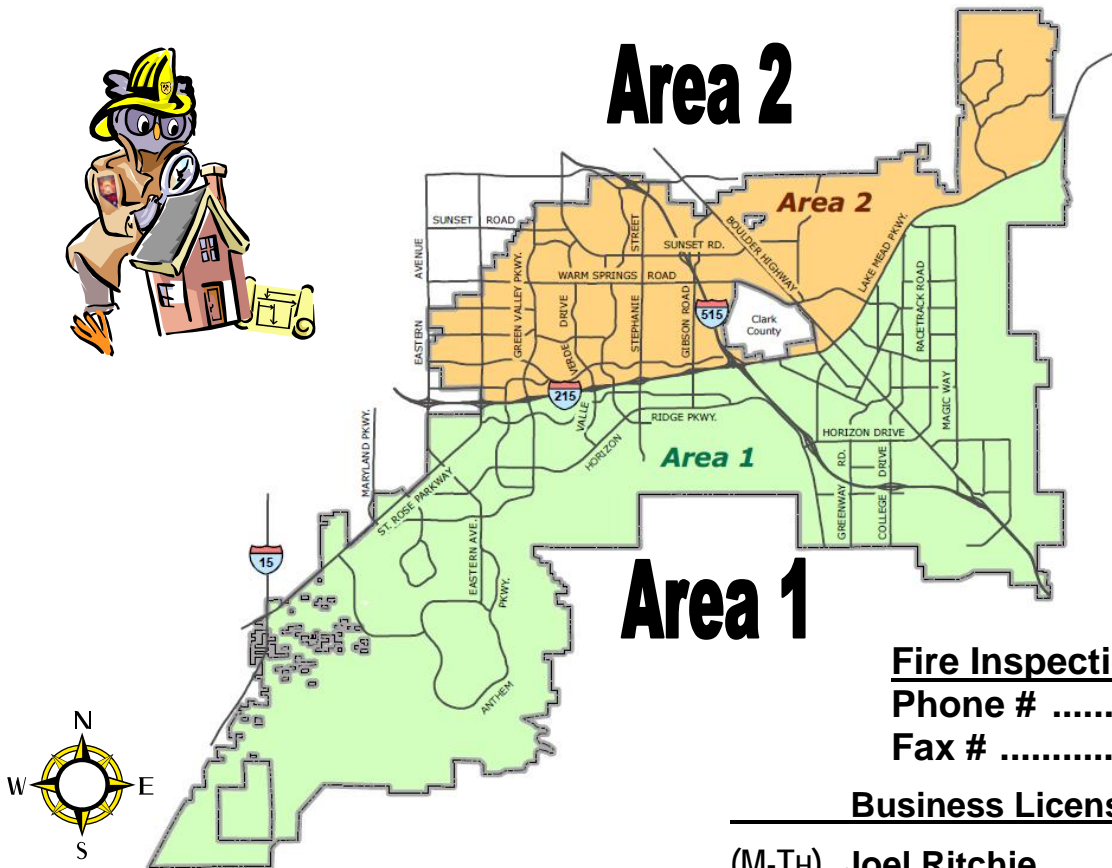 Area 2
Area 2
SUNSET ROAD
STREET
SUNSET RD.
BOULDER HIGHWAY
LAKE MEAD PKWY.
AVENUE
GREEN VALLEY PKWY.
WARM SPRINGS ROAD
DRIVE
STEPHANIE
GIBSON ROAD
515
Clark
County
RACETRACK ROAD
EASTERN
VERDE
215
VALLE
RIDGE PKWY.
MAGIC WAY
HORIZON DRIVE
MARYLAND PKWY.
HORIZON
Area 1
ST. ROSE PARKWAY
GREENWAY RD.
COLLEGE DRIVE
15
EASTERN AVE.
PKWY.
ANTHEM
Area 1
Fire Inspecti
Phone # ......
Fax # ............
Business Licens
(M-TH) Joel Ritchie
N
W E
S